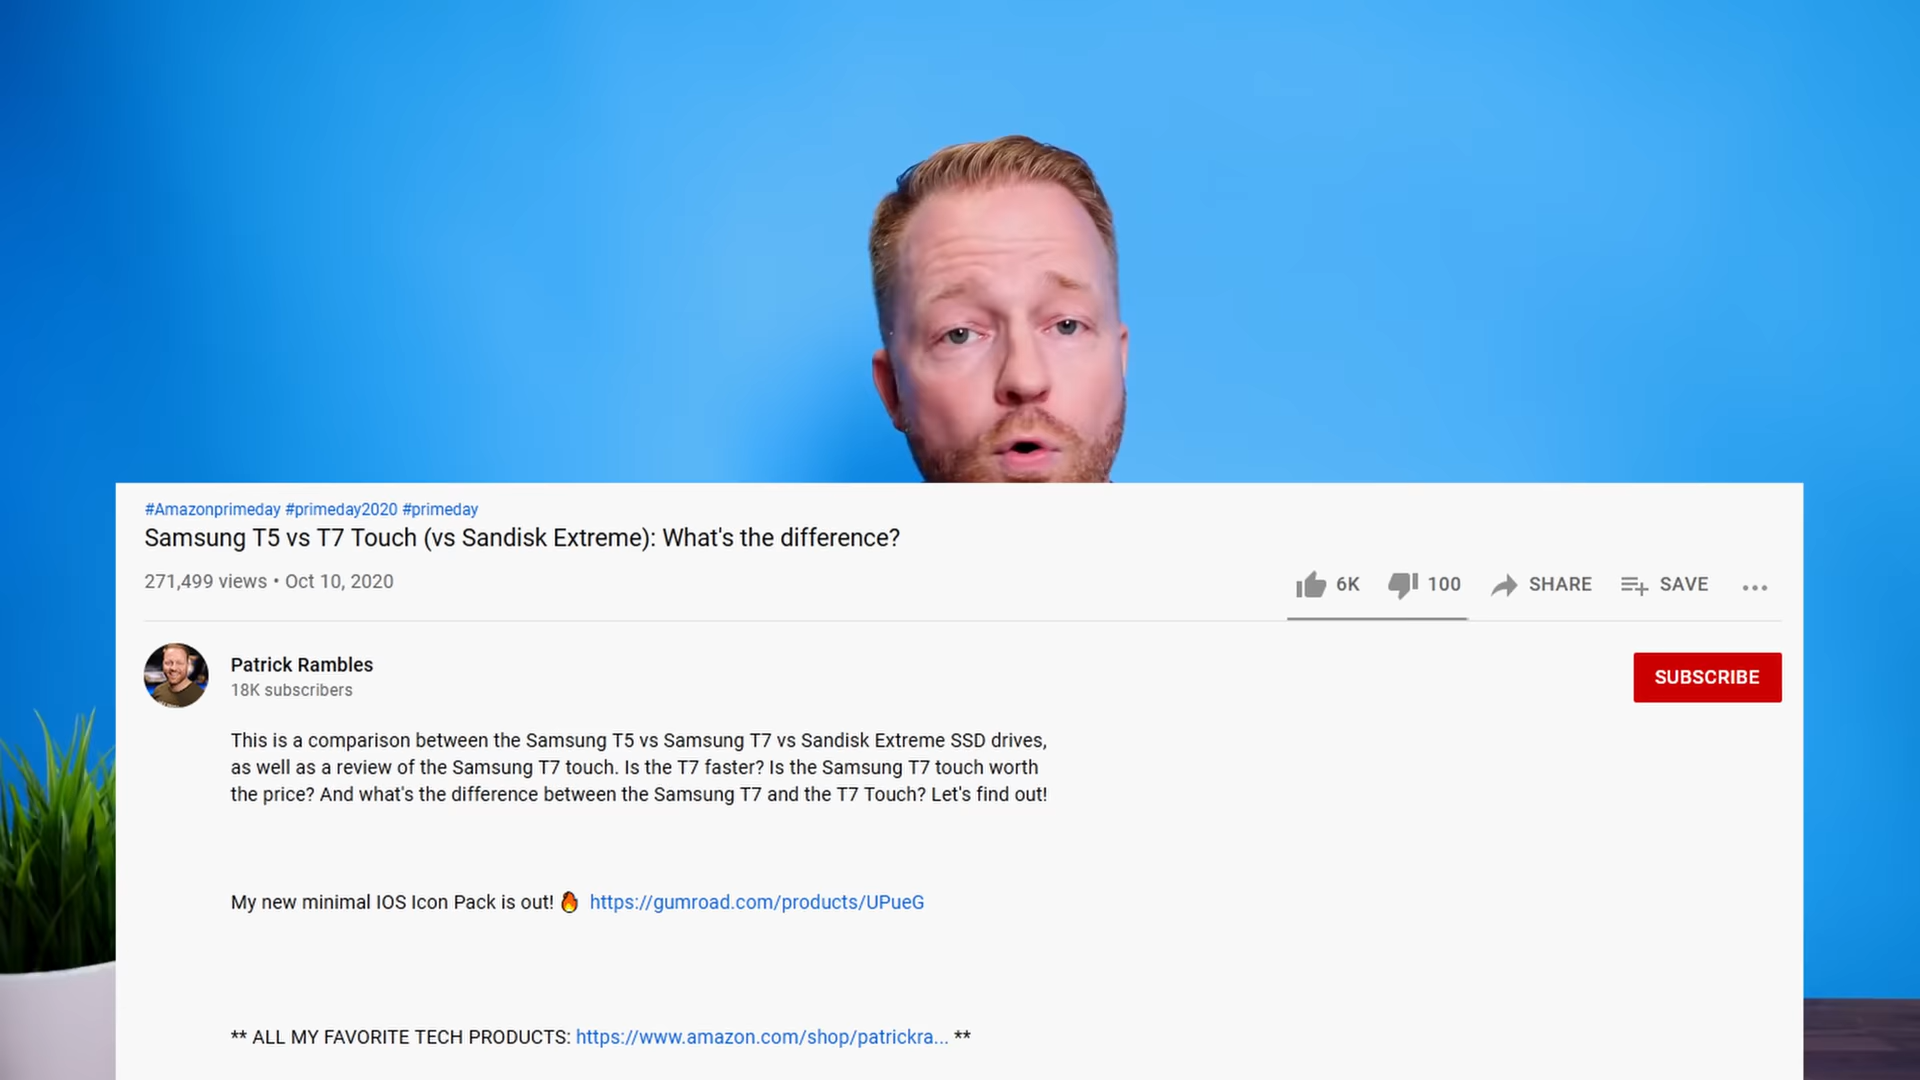 #Amazonprimeday #primeday2020 #primeday
Samsung T5 vs T7 Touch (vs Sandisk Extreme): What's the difference?
271,499 views • Oct 10, 2020
6K 100 SHARE SAVE ...
Patrick Rambles
18K subscribers
SUBSCRIBE
This is a comparison between the Samsung T5 vs Samsung T7 vs Sandisk Extreme SSD drives,
as well as a review of the Samsung T7 touch. Is the T7 faster? Is the Samsung T7 touch worth
the price? And what's the difference between the Samsung T7 and the T7 Touch? Let's find out!
My new minimal IOS Icon Pack is out! 🔥 https://gumroad.com/products/UPueG
** ALL MY FAVORITE TECH PRODUCTS: https://www.amazon.com/shop/patrickra... **